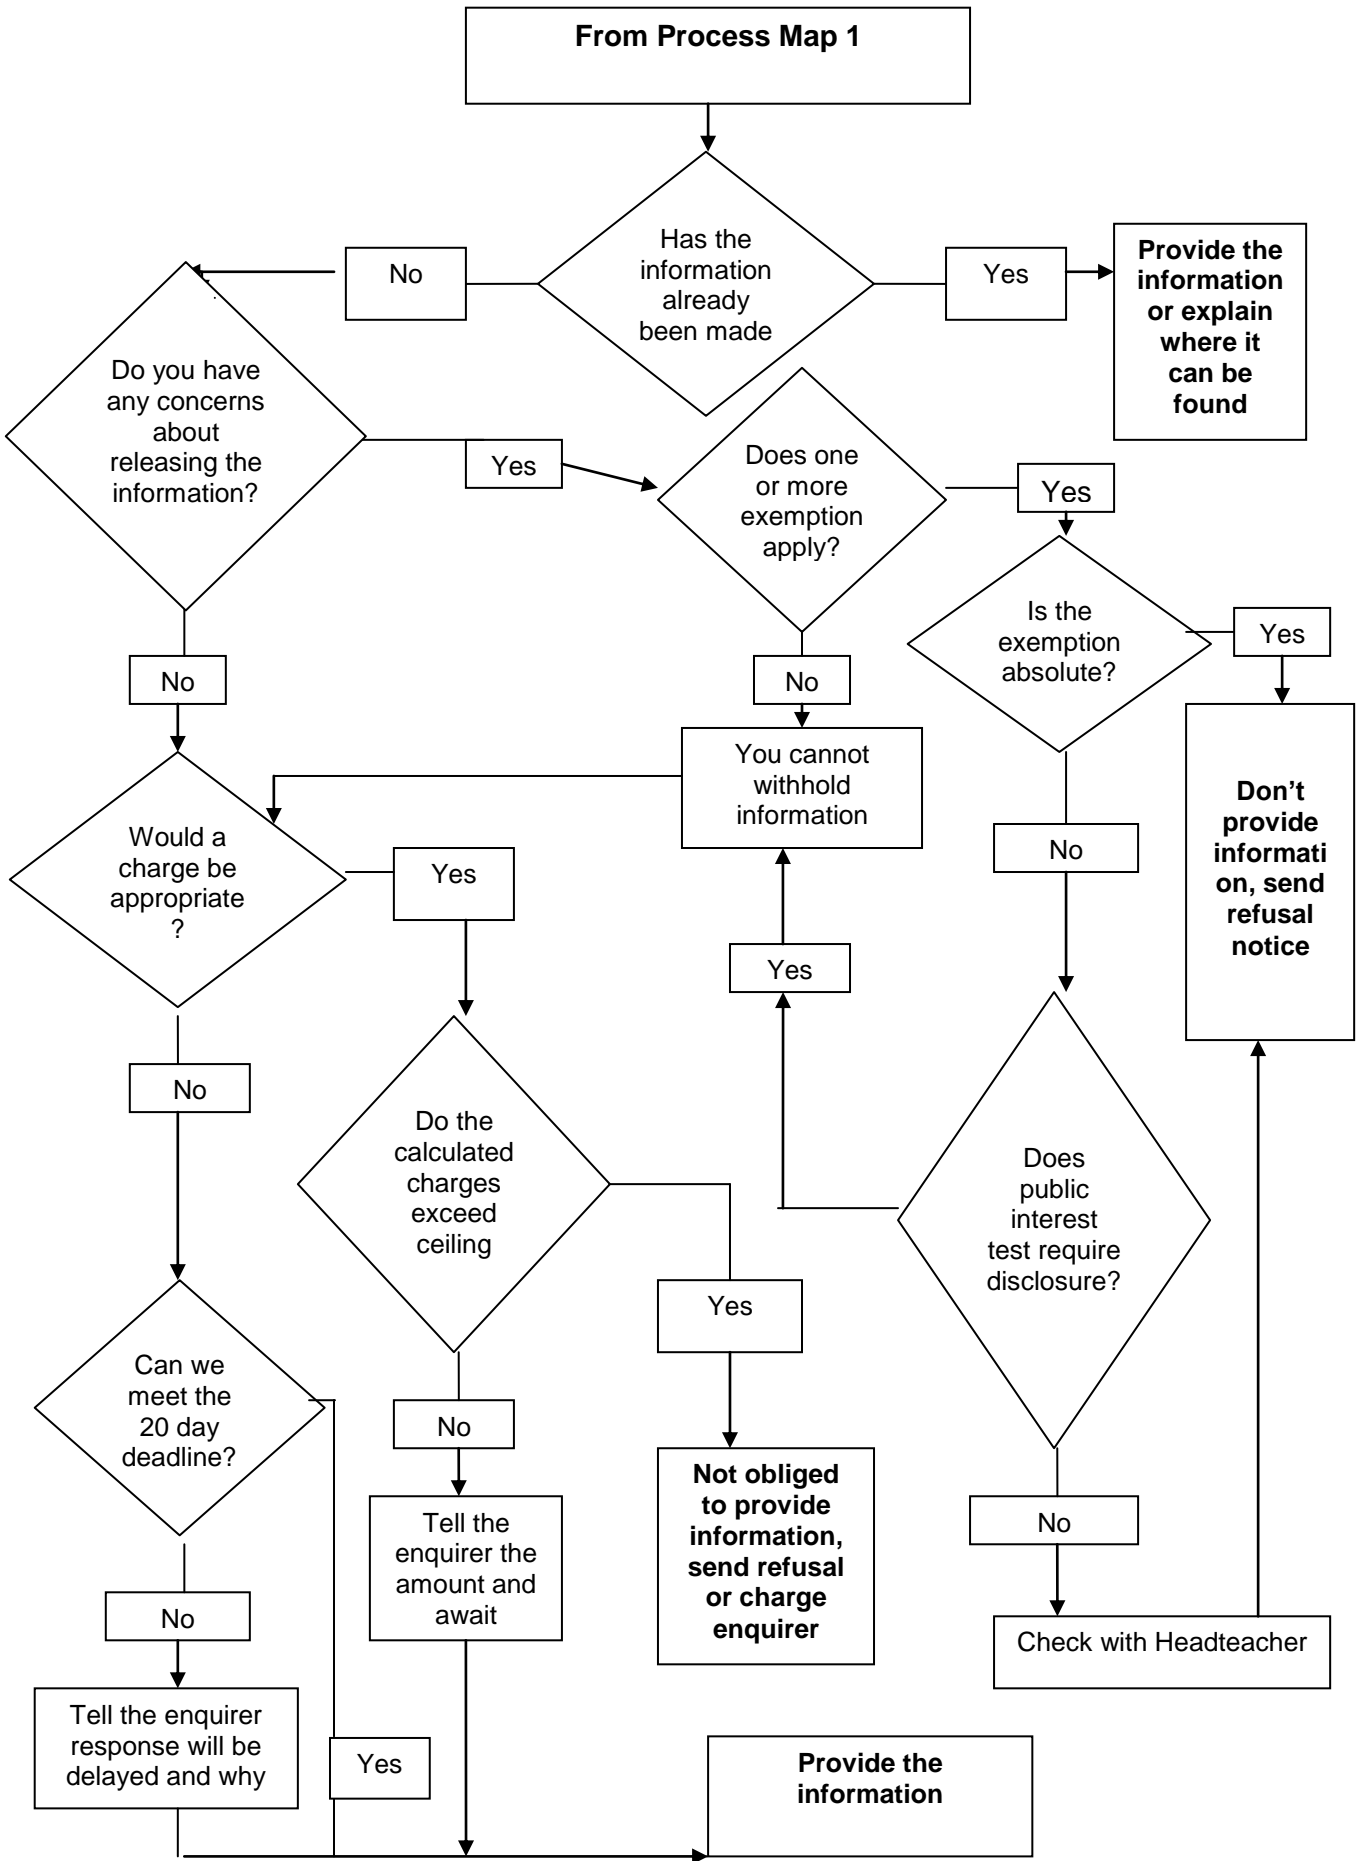 From Process Map 1
Has the
information
already
been made
No
Yes
Provide the
information
or explain
where it
can be
found
Do you have
any concerns
about
releasing the
information?
Yes
Does one
or more
exemption
apply?
Yes
Is the
exemption
absolute?
Yes
No
No
You cannot
withhold
information
Don’t
provide
informati
on, send
refusal
notice
Would a
charge be
appropriate
?
Yes
No
Yes
No
Do the
calculated
charges
exceed
ceiling
Does
public
interest
test require
disclosure?
Yes
Can we
meet the
20 day
deadline?
No
Not obliged
to provide
information,
send refusal
or charge
enquirer
No
Tell the
enquirer the
amount and
await
No
Check with Headteacher
Tell the enquirer
response will be
delayed and why
Yes
Provide the
information